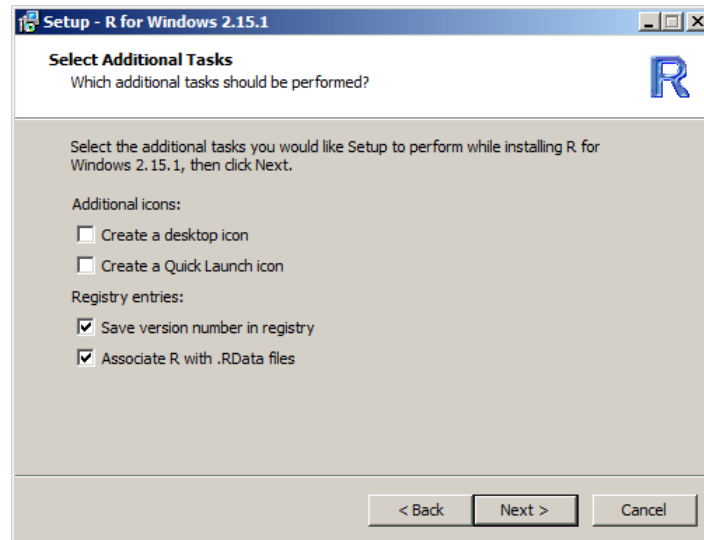 Setup - R for Windows 2.15.1
Select Additional Tasks
Which additional tasks should be performed?
R
Select the additional tasks you would like Setup to perform while installing R for
Windows 2.15.1, then click Next.
Additional icons:
Create a desktop icon
Create a Quick Launch icon
Registry entries:
Save version number in registry
Associate R with .RData files
< Back Next > Cancel